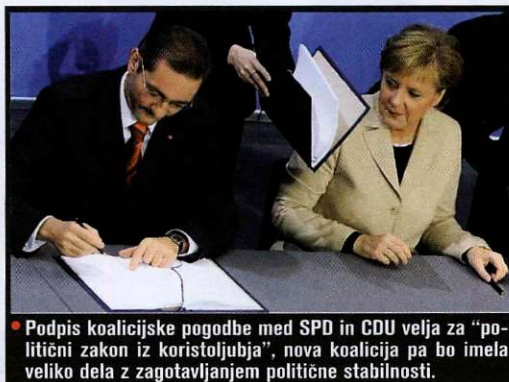 • Podpis koalicijske pogodbe med SPD in CDU velja za “po-
litični zakon iz koristoljubja”, nova koalicija pa bo imela
veliko dela z zagotavljanjem politične stabilnosti.